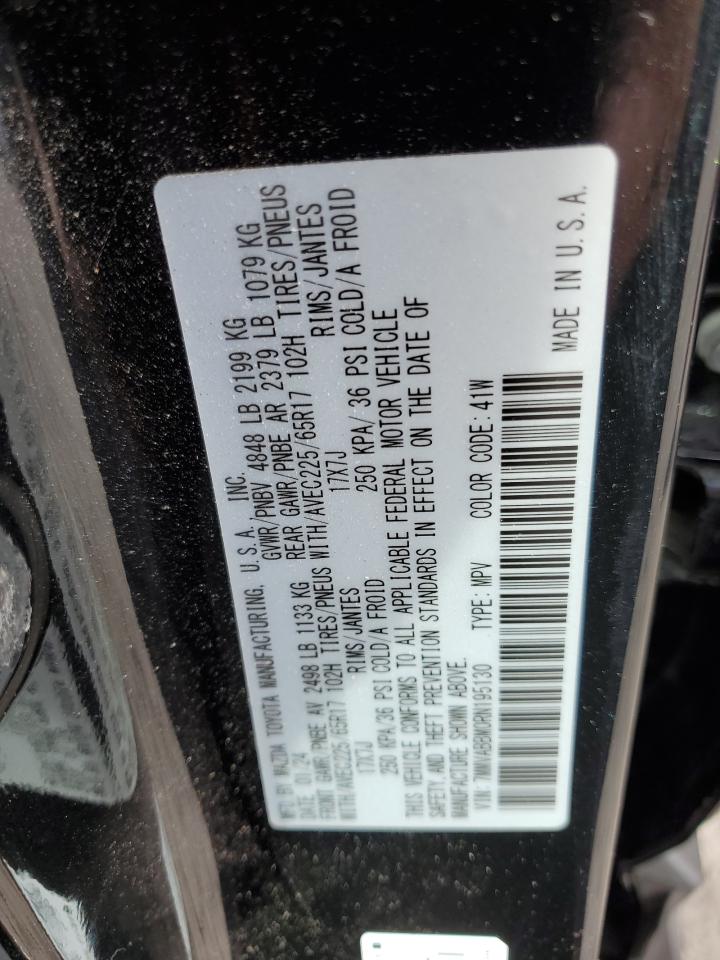 MFD BY MAZDA TOYOTA MANUFACTURING, U.S.A., INC.
DATE 01/24 GVWR/PNBV 4848 LB 2199 KG
FRONT GAWR/PNBE AV 2498 LB 1133 KG REAR GAWR/PNBE AR 2379 LB 1079 KG
WITH/AVEC225/65R17 102H TIRES/PNEUS WITH/AVEC225/65R17 102H TIRES/PNEUS
17X7J RIMS/JANTES 17X7J RIMS/JANTES
250 KPA/36 PSI COLD/A FROID 250 KPA/36 PSI COLD/A FROID
THIS VEHICLE CONFORMS TO ALL APPLICABLE FEDERAL MOTOR VEHICLE
SAFETY, AND THEFT PREVENTION STANDARDS IN EFFECT ON THE DATE OF
MANUFACTURE SHOWN ABOVE.
VIN: 7MMVABBM0RN195130 TYPE: MPV COLOR CODE: 41W
MADE IN U.S.A.